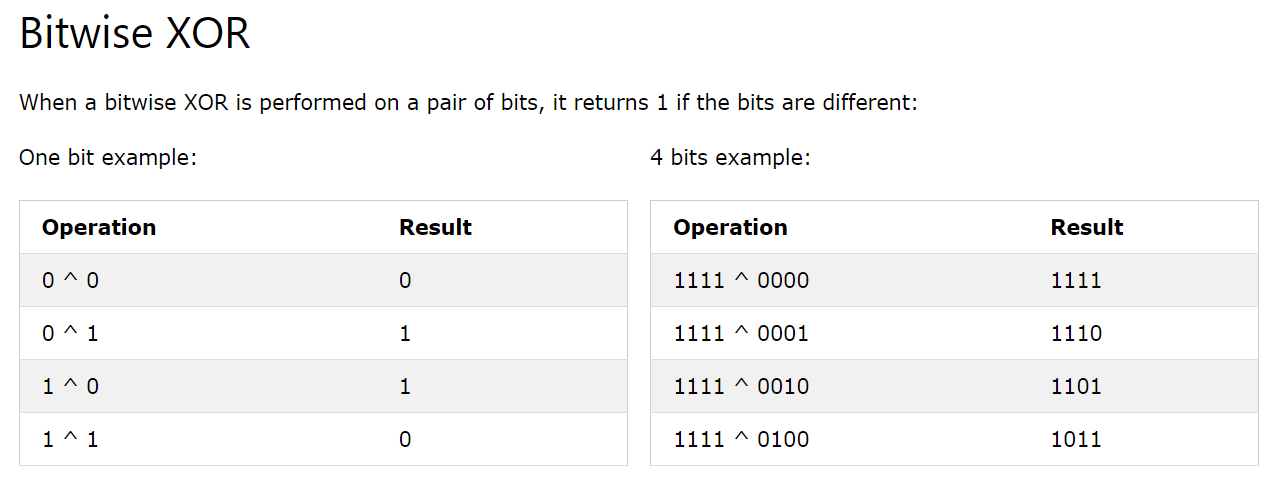 Bitwise XOR
When a bitwise XOR is performed on a pair of bits, it returns 1 if the bits are different:
One bit example:
Operation Result
0 ^ 0 0
0 ^ 1 1
1 ^ 0 1
1 ^ 1 0
4 bits example:
Operation Result
1111 ^ 0000 1111
1111 ^ 0001 1110
1111 ^ 0010 1101
1111 ^ 0100 1011